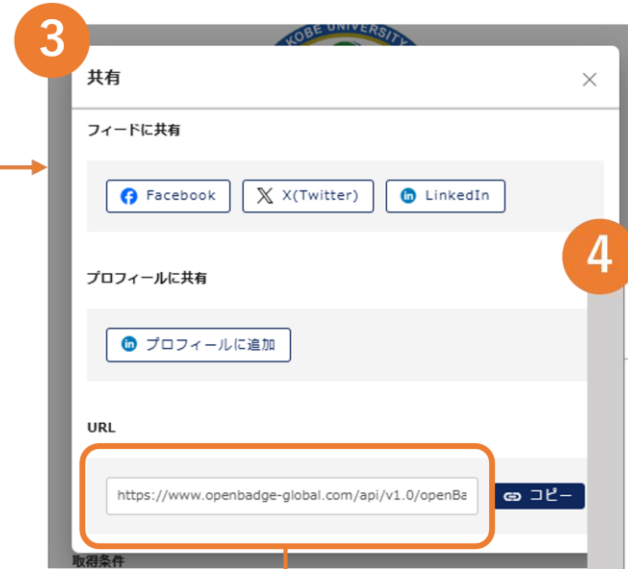 3
KOBE UNIVERSITY
共有
フィードに共有
Facebook
X(Twitter)
LinkedIn
4
プロフィールに共有
プロフィールに追加
URL
https://www.openbadge-global.com/api/v1.0/openBa
コピー
取得条件